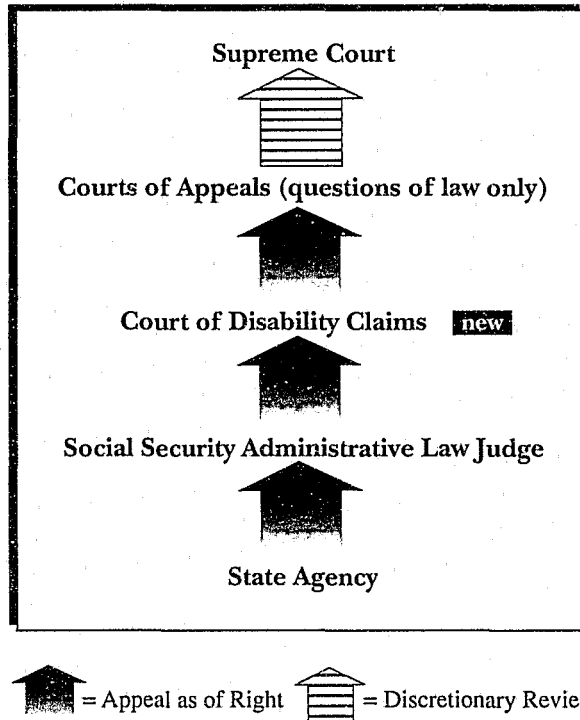 Supreme Court
Courts of Appeals (questions of law only)
Court of Disability Claims new
Social Security Administrative Law Judge
State Agency
= Appeal as of Right = Discretionary Revie